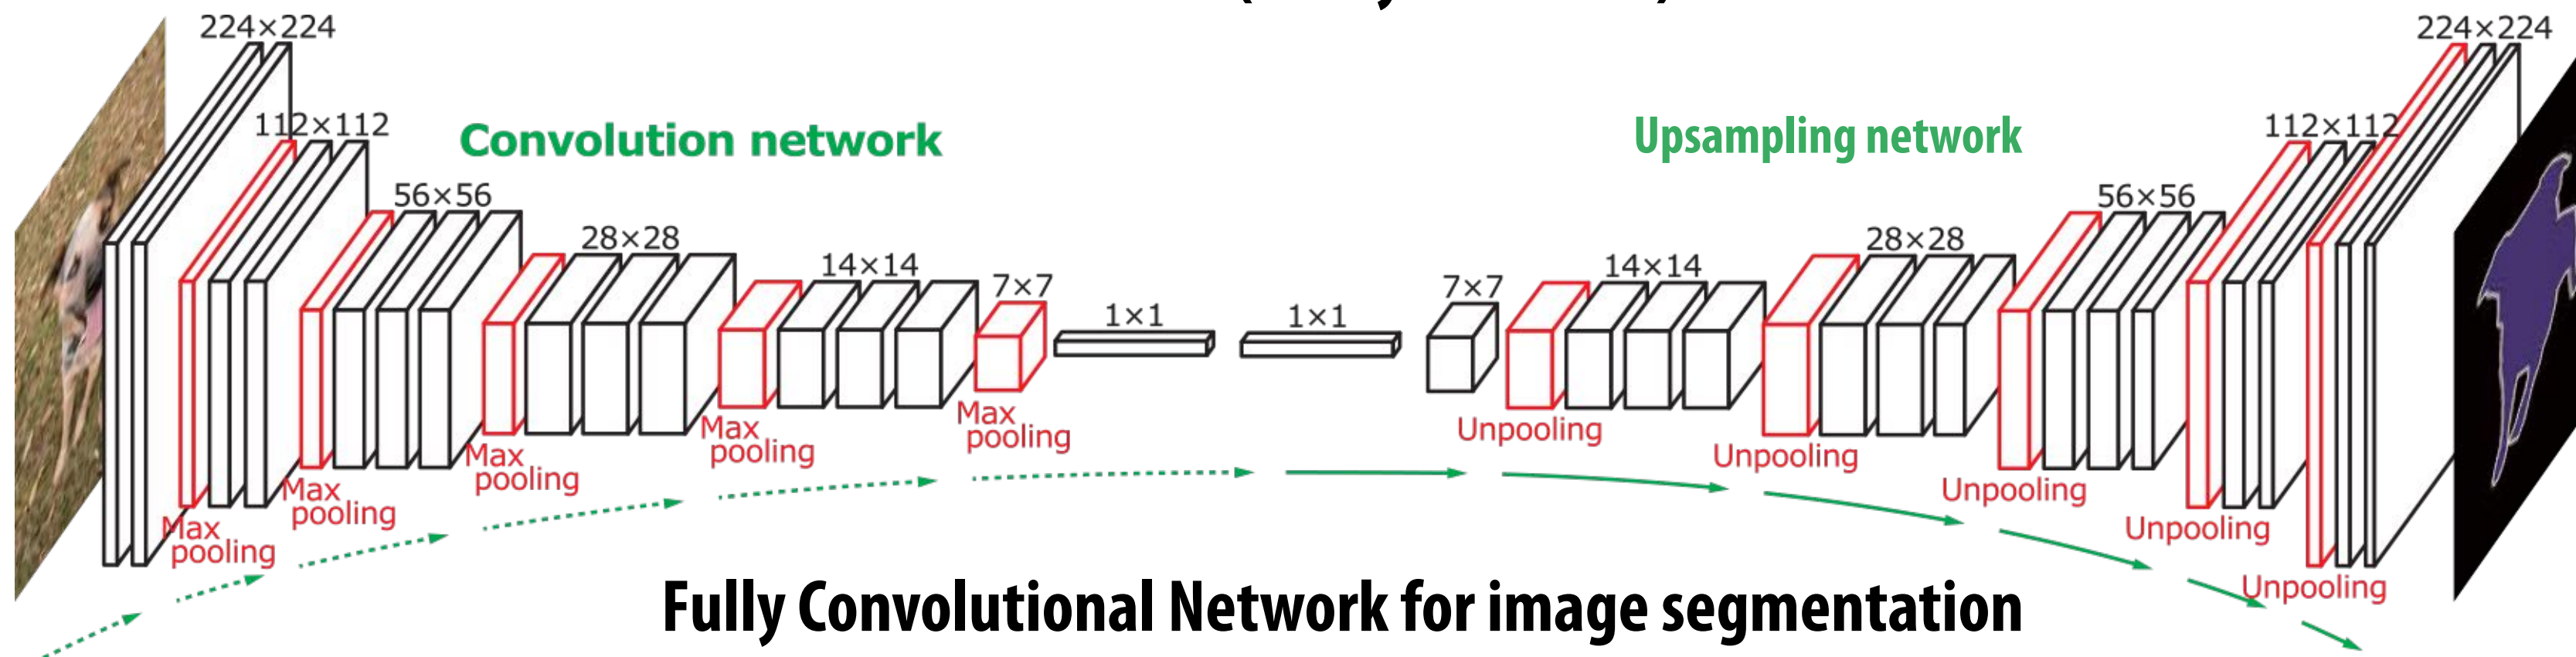 224×224
112×112
Convolution network
56×56
28×28
14×14
7×7
1×1
1×1
7×7
14×14
28×28
56×56
112×112
224×224
Upsampling network
Max
pooling
Max
pooling
Max
pooling
Max
pooling
Max
pooling
Unpooling
Unpooling
Unpooling
Unpooling
Unpooling
Fully Convolutional Network for image segmentation